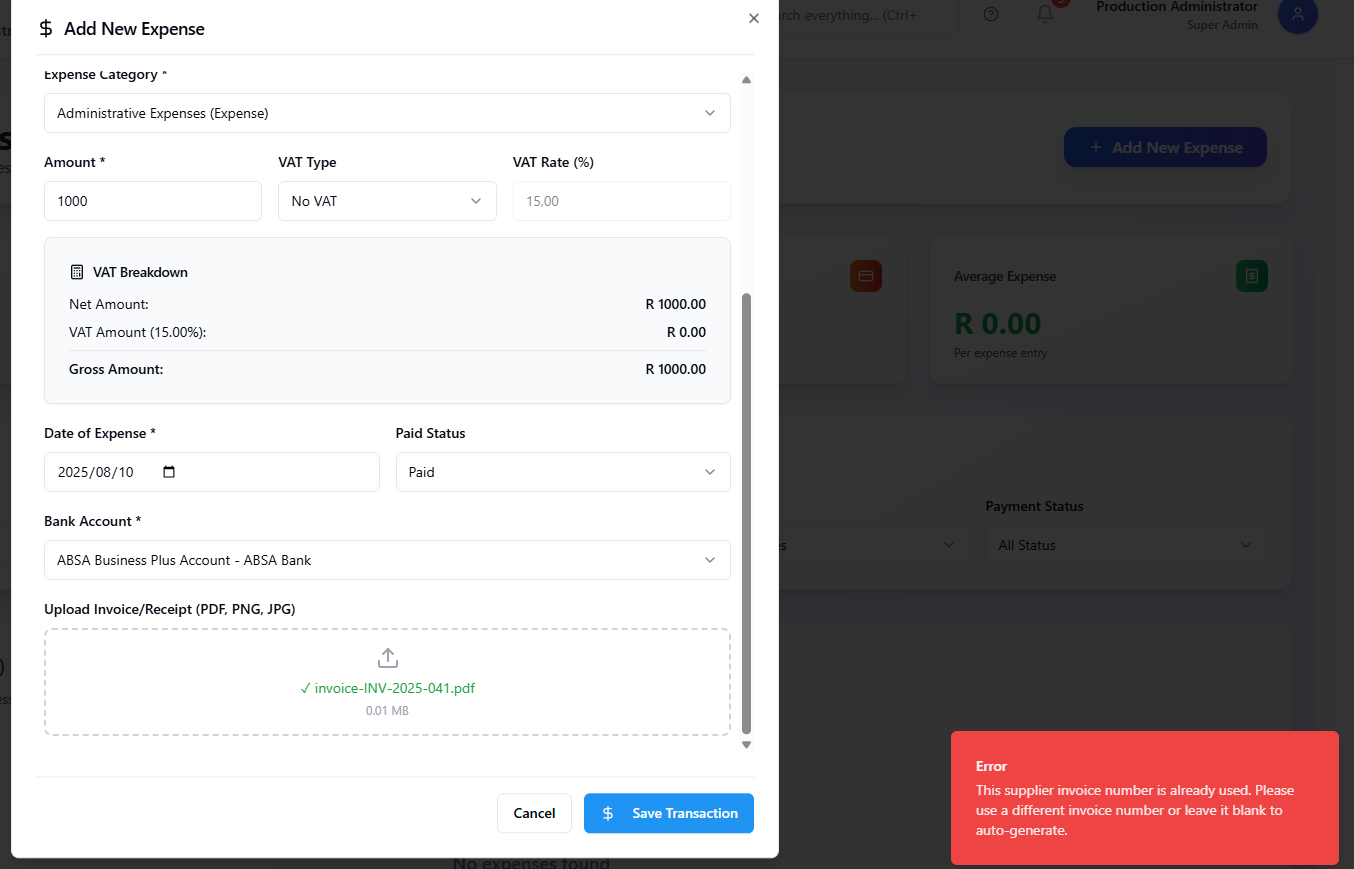 Add New Expense
Expense Category *
Administrative Expenses (Expense)
Amount * VAT Type VAT Rate (%)
1000 No VAT 15,00
VAT Breakdown
Net Amount: R 1000.00
VAT Amount (15.00%): R 0.00
Gross Amount: R 1000.00
Date of Expense * Paid Status
2025/08/10 Paid
Bank Account *
ABSA Business Plus Account - ABSA Bank
Upload Invoice/Receipt (PDF, PNG, JPG)
✓ invoice-INV-2025-041.pdf
0.01 MB
Cancel $ Save Transaction
everything... (Ctrl+
Production Administrator
Super Admin
+ Add New Expense
Average Expense
R 0.00
Per expense entry
Payment Status
All Status
No expenses found
Error
This supplier invoice number is already used. Please
use a different invoice number or leave it blank to
auto-generate.